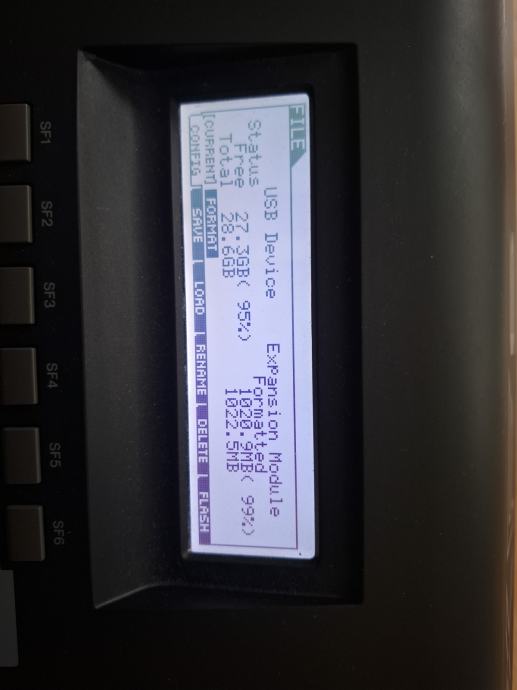 FILE
USB Device Expansion Module
Status Formatted
Free 27.3GB( 95%) 1020.9MB( 99%)
Total 28.6GB 1022.5MB
[CURRENT] FORMAT
CONFIG SAVE LOAD RENAME DELETE FLASH
SF1 SF2 SF3 SF4 SF5 SF6